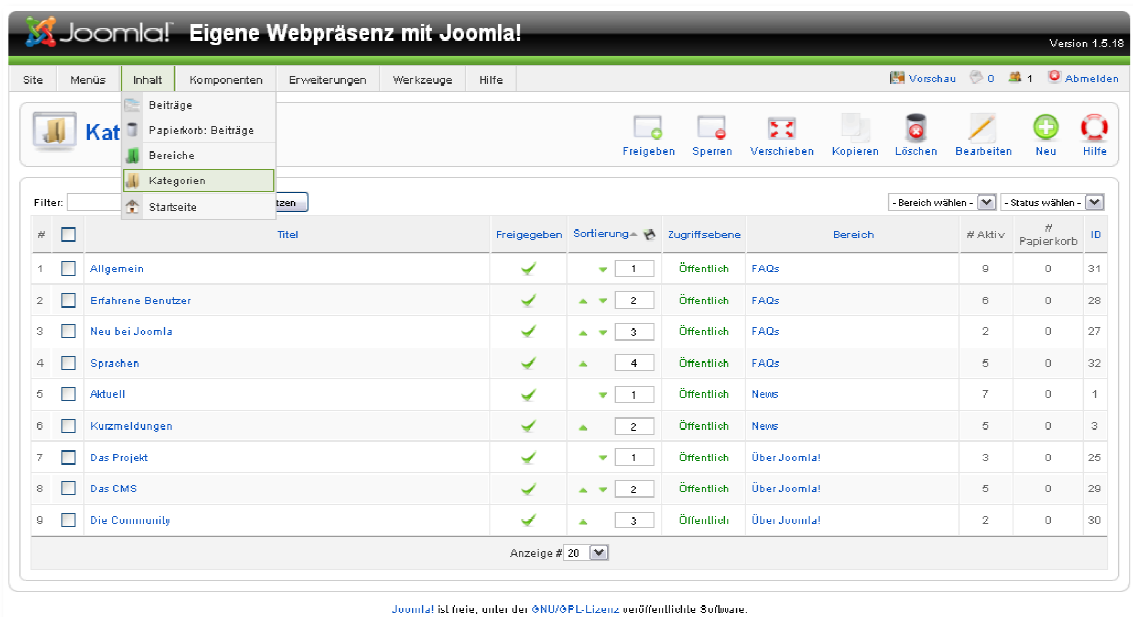 Joomla! Eigene Webpräsenz mit Joomla!
Version 1.5.18
Site Menüs Inhalt Komponenten Erweiterungen Werkzeuge Hilfe Vorschau 0 1 Abmelden
Beiträge
Papierkorb: Beiträge
Bereiche
Kategorien
Startseite
Kat
Freigeben Sperren Verschieben Kopieren Löschen Bearbeiten Neu Hilfe
Filter: tzen - Bereich wählen - - Status wählen -
# Titel Freigegeben Sortierung Zugriffsebene Bereich # Aktiv # Papierkorb ID
1 Allgemein 1 Öffentlich FAQs 9 0 31
2 Erfahrene Benutzer 2 Öffentlich FAQs 6 0 28
3 Neu bei Joomla 3 Öffentlich FAQs 2 0 27
4 Sprachen 4 Öffentlich FAQs 5 0 32
5 Aktuell 1 Öffentlich News 7 0 1
6 Kurzmeldungen 2 Öffentlich News 5 0 3
7 Das Projekt 1 Öffentlich Über Joomla! 3 0 25
8 Das CMS 2 Öffentlich Über Joomla! 5 0 29
9 Die Community 3 Öffentlich Über Joomla! 2 0 30
Anzeige # 20
Joomla! ist freie, unter der GNU/GPL-Lizenz veröffentlichte Software.